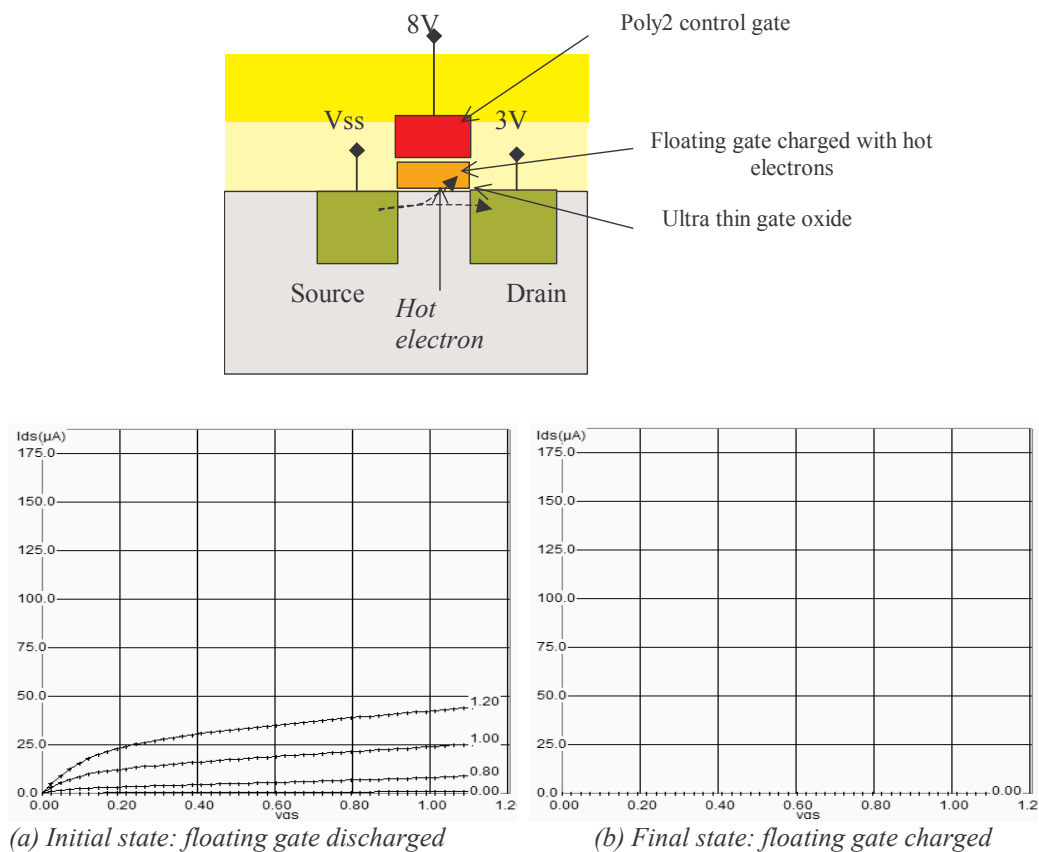 8V
Poly2 control gate
Vss
3V
Floating gate charged with hot
electrons
Ultra thin gate oxide
Source
Drain
Hot
electron
Ids(µA)
175.0
150.0
125.0
100.0
75.0
50.0
25.0
0.0
1.20
1.00
0.80
0.00
0.00 0.20 0.40 0.60 0.80 1.00 1.2
vds
Ids(µA)
175.0
150.0
125.0
100.0
75.0
50.0
25.0
0.0
0.00
0.00 0.20 0.40 0.60 0.80 1.00 1.2
vds
(a) Initial state: floating gate discharged
(b) Final state: floating gate charged